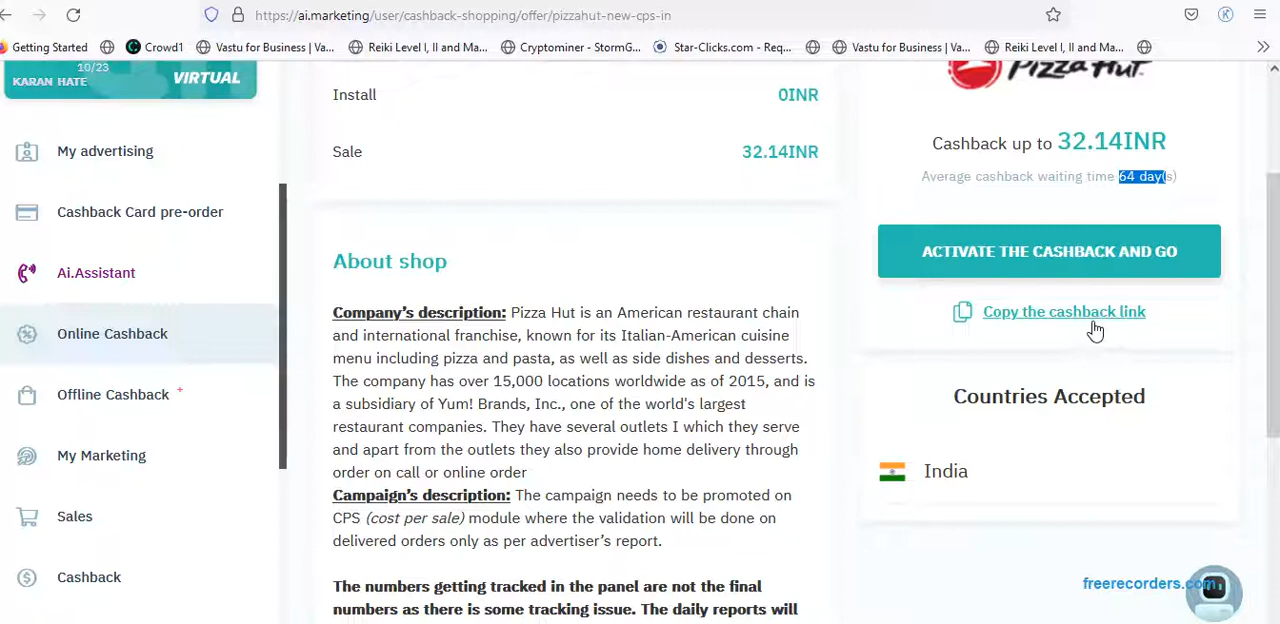 https://ai.marketing/user/cashback-shopping/offer/pizzahut-new-cps-in
Getting Started
Crowd1
Vastu for Business | Va...
Reiki Level I, II and Ma...
Cryptominer - StormG...
Star-Clicks.com - Req...
Vastu for Business | Va...
Reiki Level I, II and Ma...
10/23
KARAN HATE
VIRTUAL
My advertising
Cashback Card pre-order
Ai.Assistant
Online Cashback
Offline Cashback +
My Marketing
Sales
Cashback
Install 0INR
Sale 32.14INR
About shop
Company's description: Pizza Hut is an American restaurant chain
and international franchise, known for its Italian-American cuisine
menu including pizza and pasta, as well as side dishes and desserts.
The company has over 15,000 locations worldwide as of 2015, and is
a subsidiary of Yum! Brands, Inc., one of the world's largest
restaurant companies. They have several outlets I which they serve
and apart from the outlets they also provide home delivery through
order on call or online order
Campaign's description: The campaign needs to be promoted on
CPS (cost per sale) module where the validation will be done on
delivered orders only as per advertiser's report.
The numbers getting tracked in the panel are not the final
numbers as there is some tracking issue. The daily reports will
Pizza Hut
Cashback up to 32.14INR
Average cashback waiting time 64 day(s)
ACTIVATE THE CASHBACK AND GO
Copy the cashback link
Countries Accepted
India
freerecorders.com